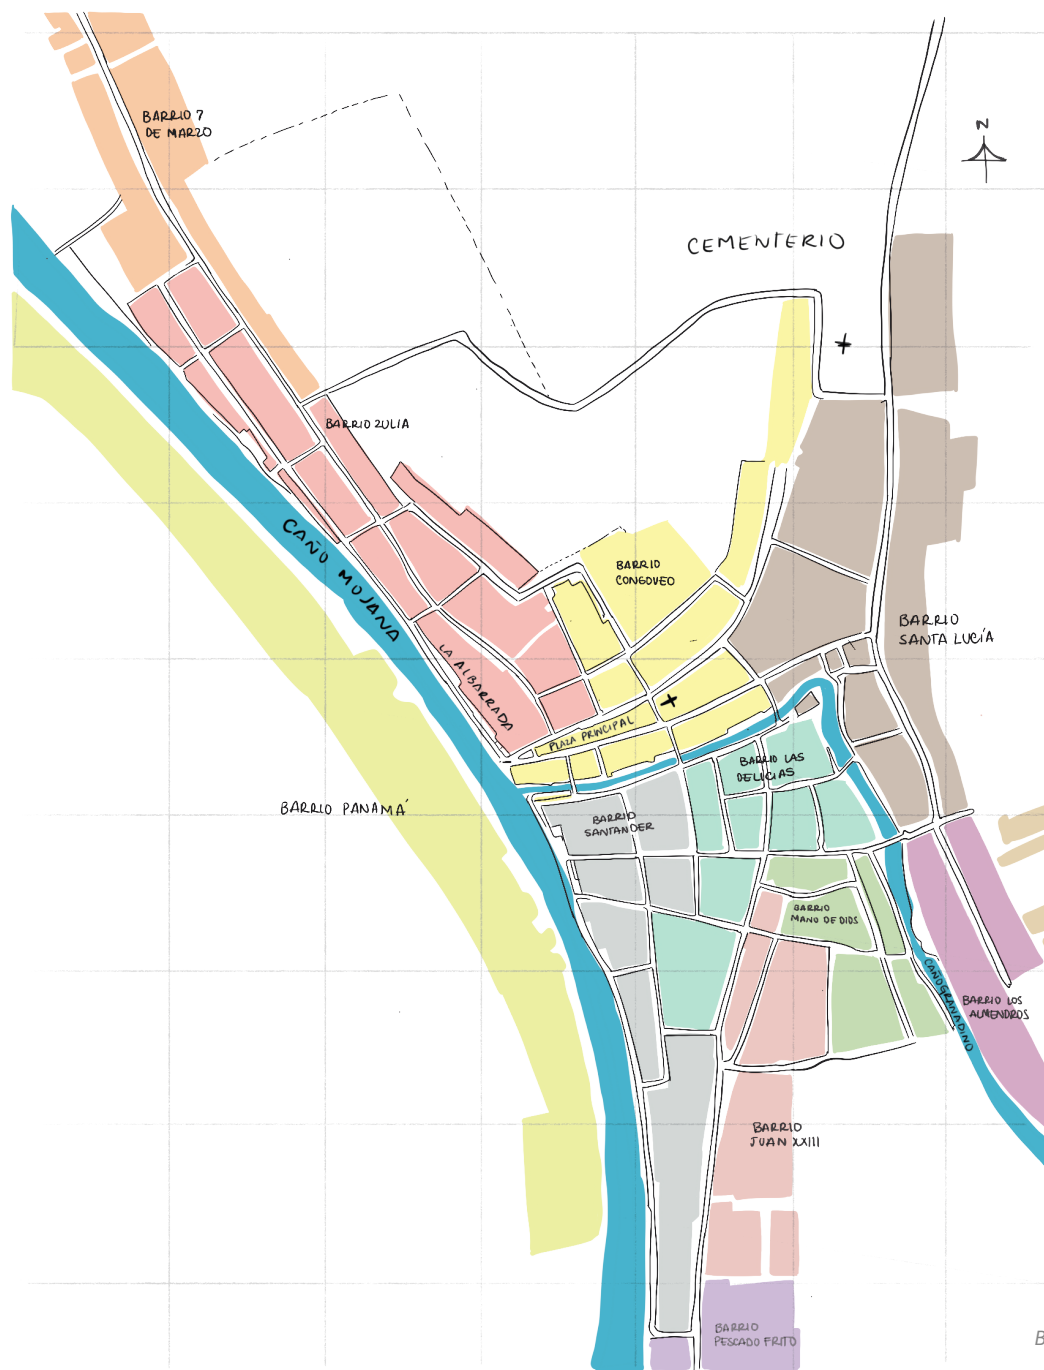 BARRIO 7
DE MARZO
N
CEMENTERIO
BARRIO ZULIA
CAÑO MOJANA
BARRIO
CONGOVEO
BARRIO
SANTA LUCÍA
LA ALBARRADA
PLAZA PRINCIPAL
BARRIO LAS
DELICIAS
BARRIO PANAMÁ
BARRIO
SANTANDER
BARRIO
MANO DE DIOS
CAÑO GRANADINO
BARRIO LOS
ALMENDROS
BARRIO
JUAN XXIII
BARRIO
PESCADO FRITO
B